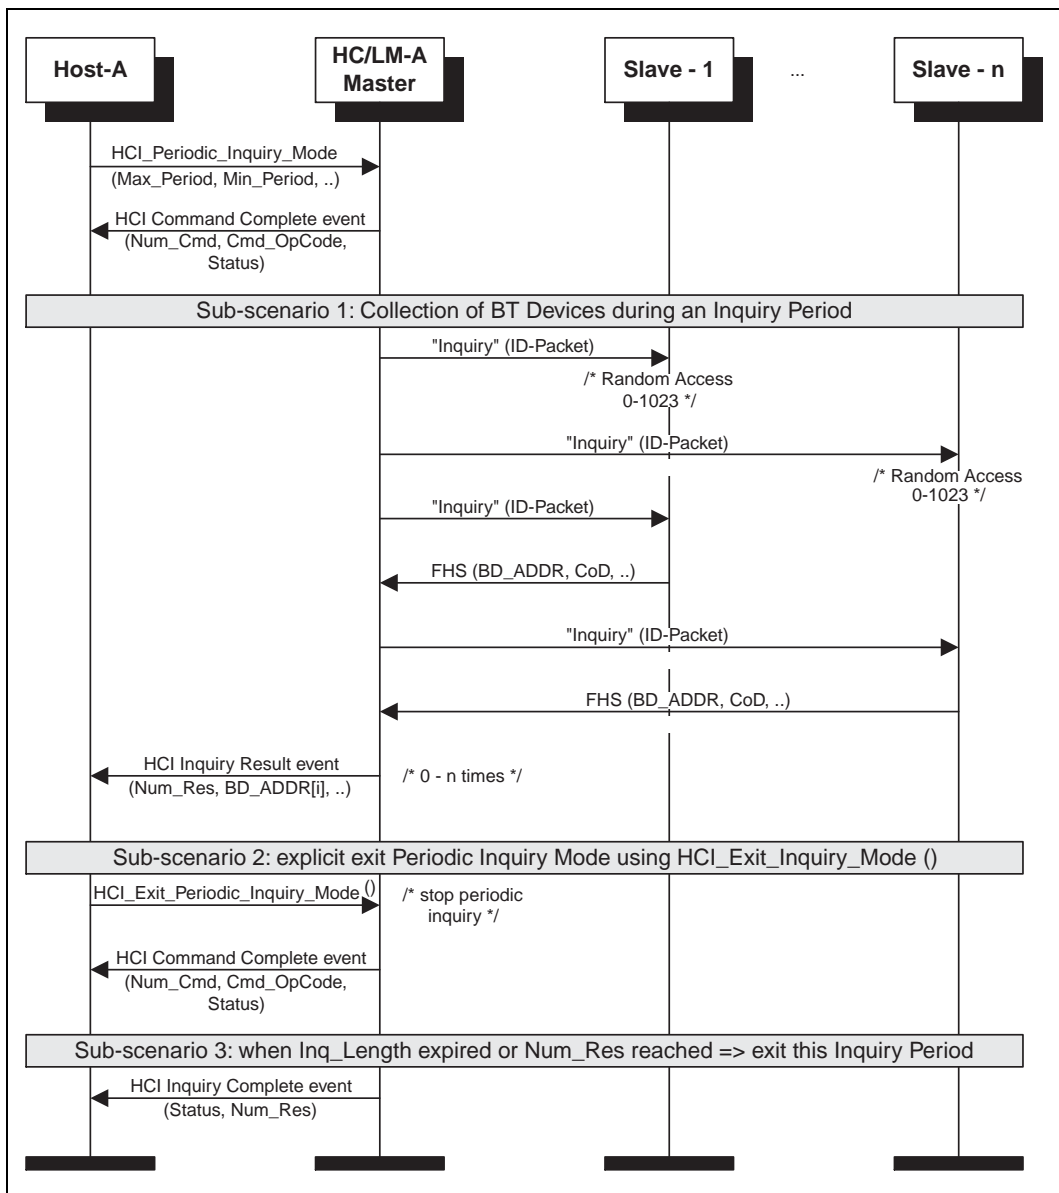 Host-A
HC/LM-A
Master
Slave - 1
...
Slave - n
HCI_Periodic_Inquiry_Mode
(Max_Period, Min_Period, ..)
HCI Command Complete event
(Num_Cmd, Cmd_OpCode,
Status)
Sub-scenario 1: Collection of BT Devices during an Inquiry Period
"Inquiry" (ID-Packet)
/* Random Access
0-1023 */
"Inquiry" (ID-Packet)
/* Random Access
0-1023 */
"Inquiry" (ID-Packet)
FHS (BD_ADDR, CoD, ..)
"Inquiry" (ID-Packet)
FHS (BD_ADDR, CoD, ..)
HCI Inquiry Result event
(Num_Res, BD_ADDR[i], ..)
/* 0 - n times */
Sub-scenario 2: explicit exit Periodic Inquiry Mode using HCI_Exit_Inquiry_Mode ()
HCI_Exit_Periodic_Inquiry_Mode ()
/* stop periodic
inquiry */
HCI Command Complete event
(Num_Cmd, Cmd_OpCode,
Status)
Sub-scenario 3: when Inq_Length expired or Num_Res reached => exit this Inquiry Period
HCI Inquiry Complete event
(Status, Num_Res)